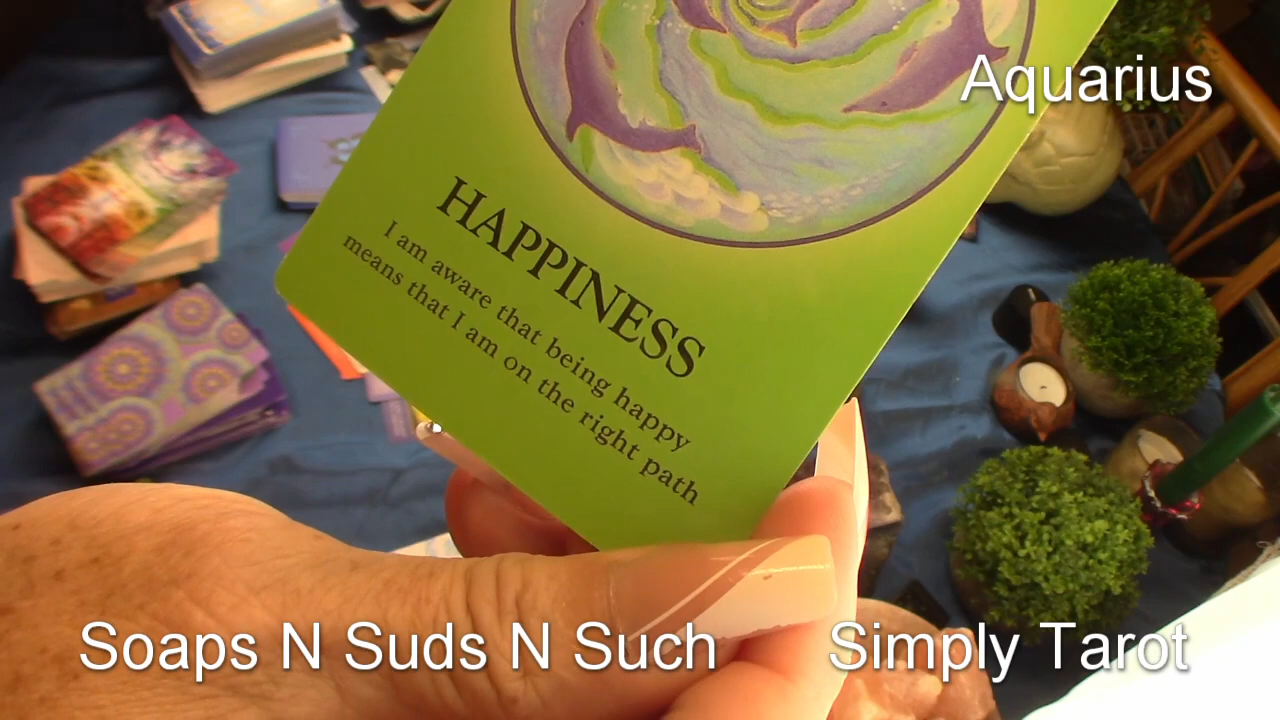 Aquarius
HAPPINESS
I am aware that being happy
means that I am on the right path
Soaps N Suds N Such
Simply Tarot